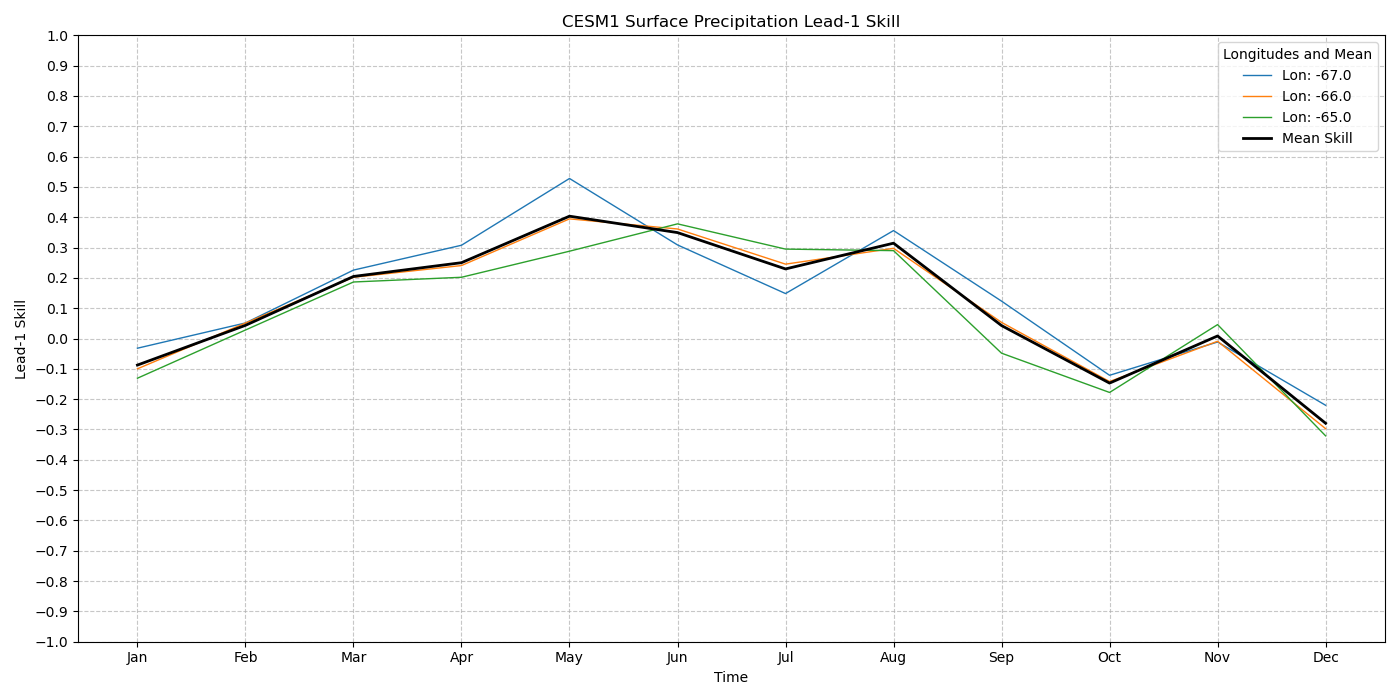 CESM1 Surface Precipitation Lead-1 Skill
1.0
0.9
0.8
0.7
0.6
0.5
0.4
0.3
0.2
0.1
0.0
−0.1
−0.2
−0.3
−0.4
−0.5
−0.6
−0.7
−0.8
−0.9
−1.0
Lead-1 Skill
Longitudes and Mean
Lon: -67.0
Lon: -66.0
Lon: -65.0
Mean Skill
Jan Feb Mar Apr May Jun Jul Aug Sep Oct Nov Dec
Time